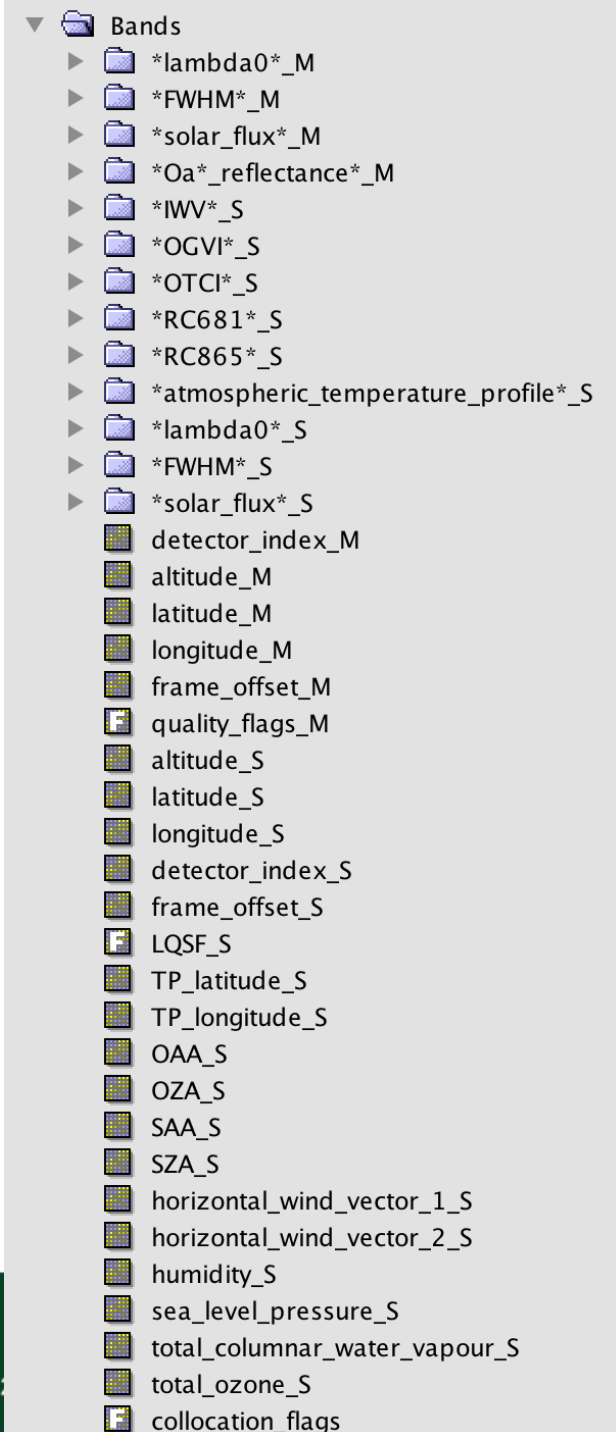 Bands
*lambda0*_M
*FWHM*_M
*solar_flux*_M
*Oa*_reflectance*_M
*IWV*_S
*OGVI*_S
*OTCI*_S
*RC681*_S
*RC865*_S
*atmospheric_temperature_profile*_S
*lambda0*_S
*FWHM*_S
*solar_flux*_S
detector_index_M
altitude_M
latitude_M
longitude_M
frame_offset_M
F quality_flags_M
altitude_S
latitude_S
longitude_S
detector_index_S
frame_offset_S
F LQSF_S
TP_latitude_S
TP_longitude_S
OAA_S
OZA_S
SAA_S
SZA_S
horizontal_wind_vector_1_S
horizontal_wind_vector_2_S
humidity_S
sea_level_pressure_S
total_columnar_water_vapour_S
total_ozone_S
F collocation_flags